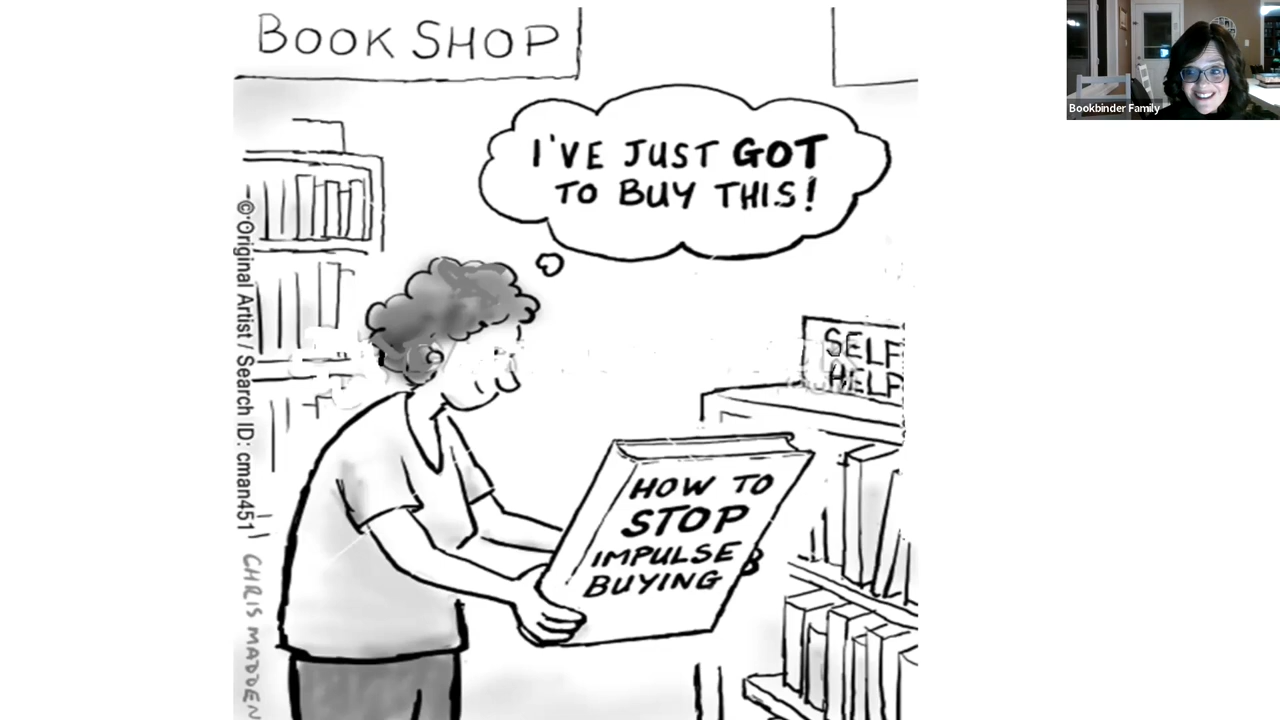 BOOK SHOP
I'VE JUST GOT
TO BUY THIS!
SELF
HELP
HOW TO
STOP
IMPULSE
BUYING
© Original Artist / Search ID: cman451
CHRIS MADDEN
Bookbinder Family